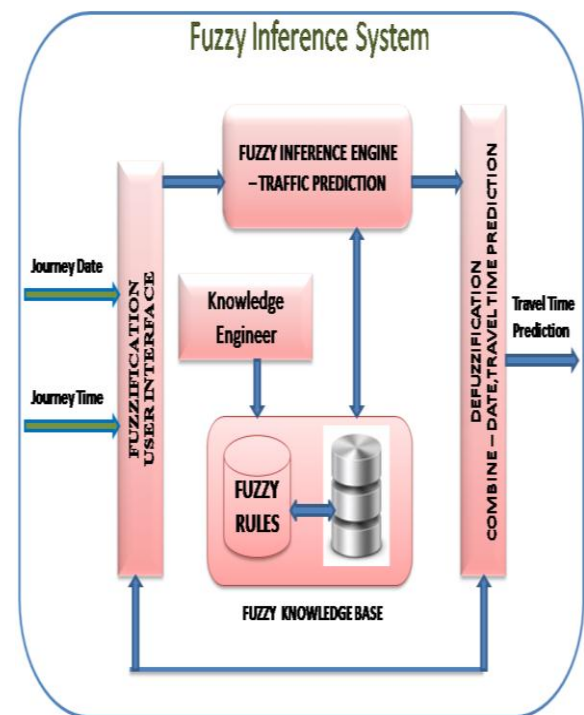 Fuzzy Inference System
FUZZY INFERENCE ENGINE
– TRAFFIC PREDICTION
Journey Date
Knowledge
Engineer
Journey Time
FUZZIFICATION
USER INTERFACE
DEFUZZIFICATION
COMBINE – DATE,TRAVEL TIME PREDICTION
Travel Time
Prediction
FUZZY
RULES
FUZZY KNOWLEDGE BASE